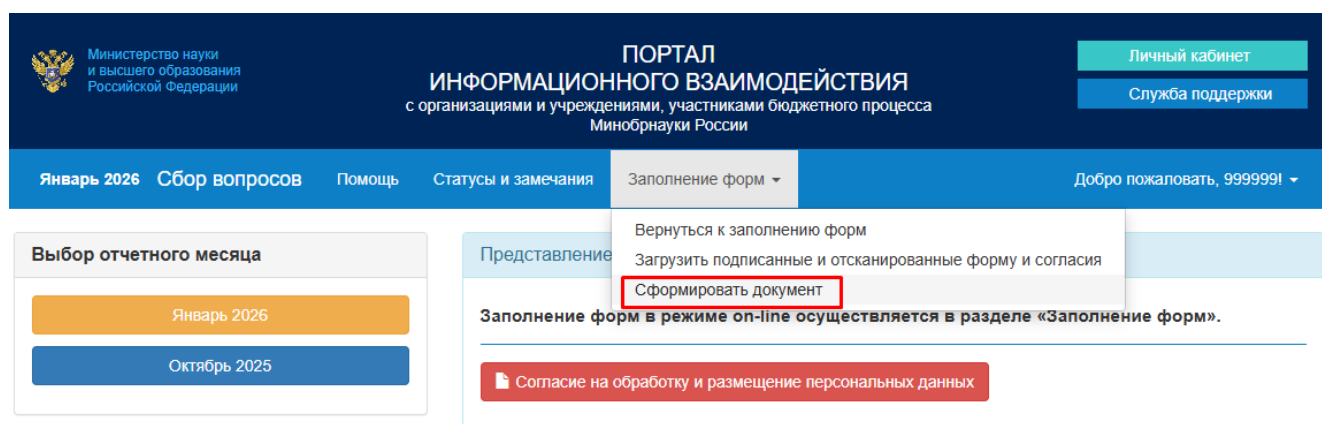 Министерство науки
и высшего образования
Российской Федерации
ПОРТАЛ
ИНФОРМАЦИОННОГО ВЗАИМОДЕЙСТВИЯ
с организациями и учреждениями, участниками бюджетного процесса
Минобрнауки России
Личный кабинет
Служба поддержки
Январь 2026 Сбор вопросов Помощь Статусы и замечания Заполнение форм Добро пожаловать, 999999!
Вернуться к заполнению форм
Загрузить подписанные и отсканированные форму и согласия
Сформировать документ
Выбор отчетного месяца
Январь 2026
Октябрь 2025
Представление
Заполнение форм в режиме on-line осуществляется в разделе «Заполнение форм».
Согласие на обработку и размещение персональных данных